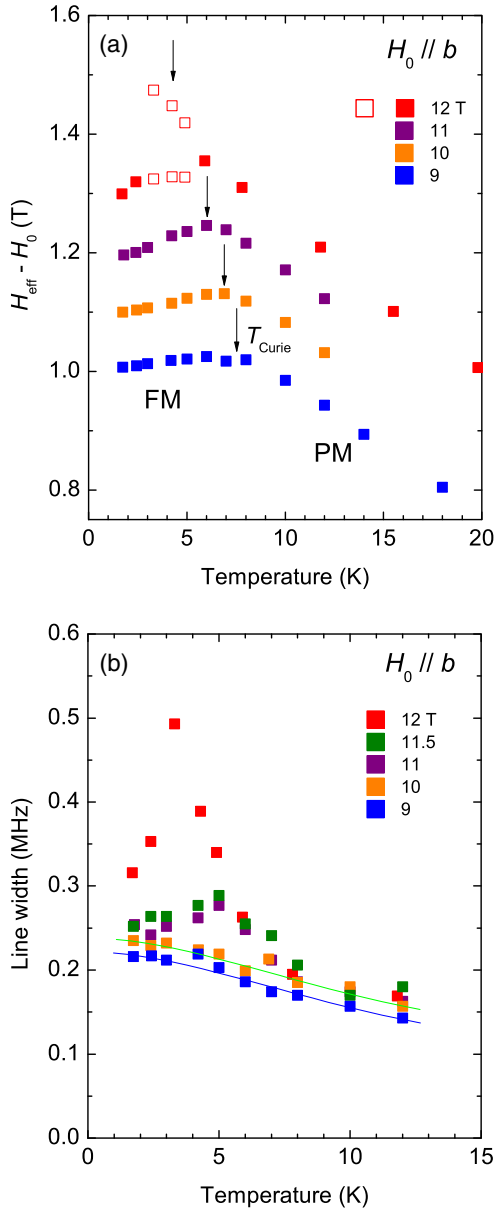 (a)
H₀ // b
12 T
11
10
9
T_Curie
FM
PM
H_eff - H₀ (T)
1.6
1.4
1.2
1.0
0.8
0 5 10 15 20
Temperature (K)
(b)
H₀ // b
12 T
11.5
11
10
9
Line width (MHz)
0.6
0.5
0.4
0.3
0.2
0.1
0.0
0 5 10 15
Temperature (K)